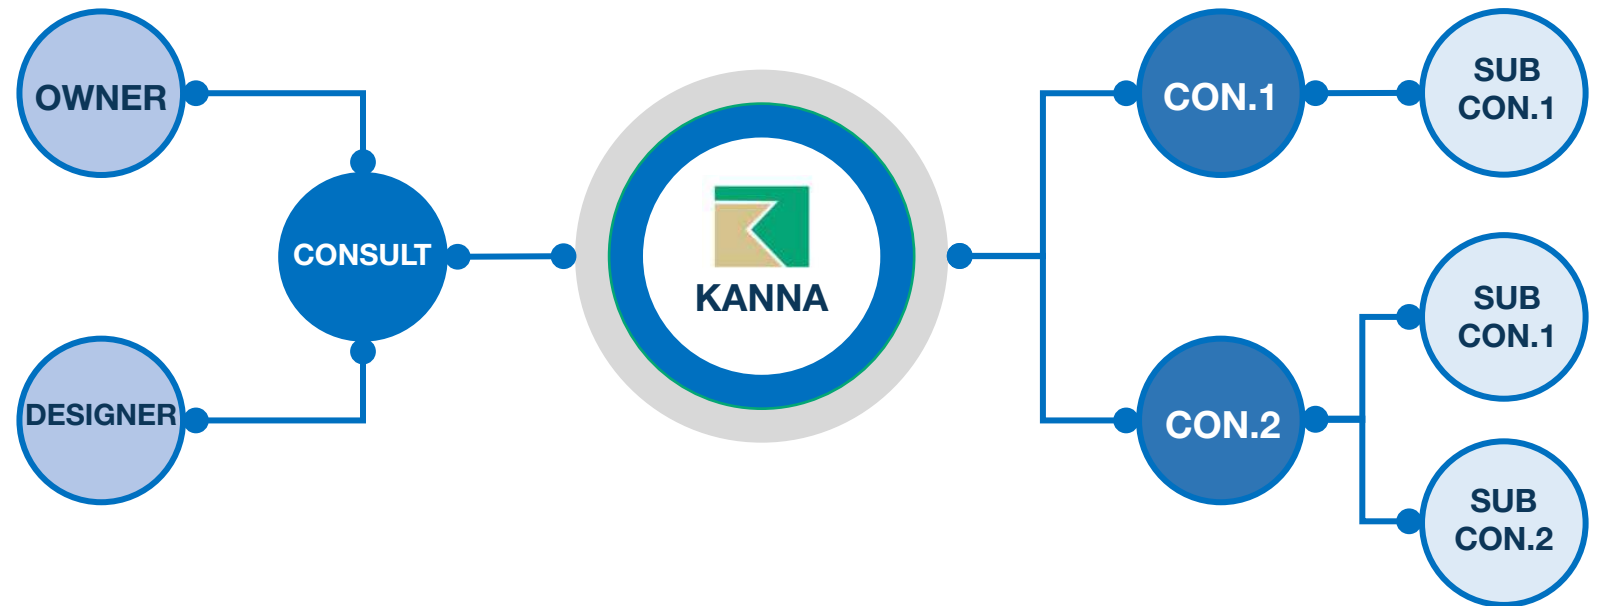 OWNER
DESIGNER
CONSULT
KANNA
CON.1
SUB
CON.1
CON.2
SUB
CON.1
SUB
CON.2